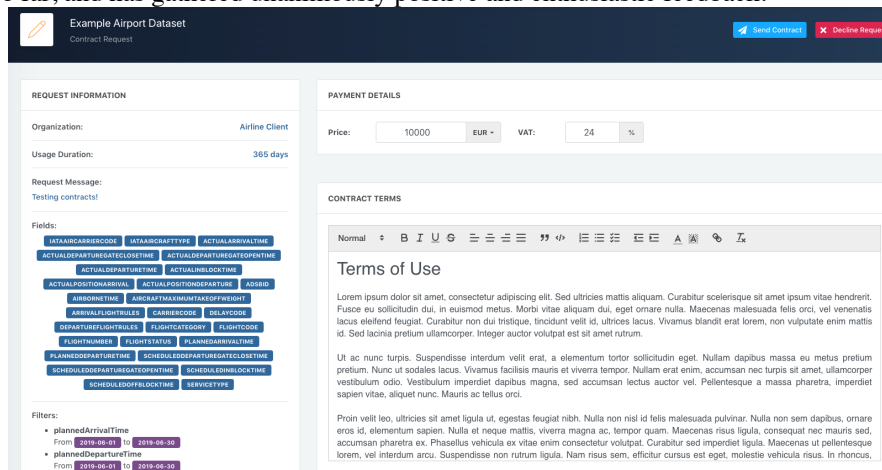 so far, and has gathered unanimously positive and enthusiastic feedback.
Example Airport Dataset
Contract Request
Send Contract
Decline Reque
REQUEST INFORMATION
Organization: Airline Client
Usage Duration: 365 days
Request Message:
Testing contracts!
Fields:
IATAAIRCARRIERCODE IATAAIRCRAFTTYPE ACTUALARRIVALTIME
ACTUALDEPARTUREGATECLOSETIME ACTUALDEPARTUREGATEOPENTIME
ACTUALDEPARTURETIME ACTUALINBLOCKTIME
ACTUALPOSITIONARRIVAL ACTUALPOSITIONDEPARTURE ADSBID
AIRBORNETIME AIRCRAFTMAXIMUMTAKEOFFWEIGHT
ARRIVALFLIGHTRULES CARRIERCODE DELAYCODE
DEPARTUREFLIGHTRULES FLIGHTCATEGORY FLIGHTCODE
FLIGHTNUMBER FLIGHTSTATUS PLANNEDARRIVALTIME
PLANNEDDEPARTURETIME SCHEDULEDDEPARTUREGATECLOSETIME
SCHEDULEDDEPARTUREGATEOPENTIME SCHEDULEDINBLOCKTIME
SCHEDULEDOFFBLOCKTIME SERVICETYPE
Filters:
• plannedArrivalTime
From 2019-06-01 to 2019-06-30
• plannedDepartureTime
From 2019-06-01 to 2019-06-30
PAYMENT DETAILS
Price: 10000 EUR VAT: 24 %
CONTRACT TERMS
Normal
Terms of Use
Lorem ipsum dolor sit amet, consectetur adipiscing elit. Sed ultricies mattis aliquam. Curabitur scelerisque sit amet ipsum vitae hendrerit.
Fusce eu sollicitudin dui, in euismod metus. Morbi vitae aliquam dui, eget ornare nulla. Maecenas malesuada felis orci, vel venenatis
lacus eleifend feugiat. Curabitur non dui tristique, tincidunt velit id, ultrices lacus. Vivamus blandit erat lorem, non vulputate enim mattis
id. Sed lacinia pretium ullamcorper. Integer auctor volutpat est sit amet rutrum.
Ut ac nunc turpis. Suspendisse interdum velit erat, a elementum tortor sollicitudin eget. Nullam dapibus massa eu metus pretium
pretium. Nunc ut sodales lacus. Vivamus facilisis mauris et viverra tempor. Nullam erat enim, accumsan nec turpis sit amet, ullamcorper
vestibulum odio. Vestibulum imperdiet dapibus magna, sed accumsan lectus auctor vel. Pellentesque a massa pharetra, imperdiet
sapien vitae, aliquet nunc. Mauris ac tellus orci.
Proin velit leo, ultricies sit amet ligula ut, egestas feugiat nibh. Nulla non nisl id felis malesuada pulvinar. Nulla non sem dapibus, ornare
eros id, elementum sapien. Nulla et neque mattis, viverra magna ac, tempor quam. Maecenas risus ligula, consequat nec mauris sed,
accumsan pharetra ex. Phasellus vehicula ex vitae enim consectetur volutpat. Curabitur sed imperdiet ligula. Maecenas ut pellentesque
lorem, vel interdum arcu. Suspendisse non rutrum ligula. Nam risus sem, efficitur cursus est eget, molestie vehicula risus. In rhoncus,